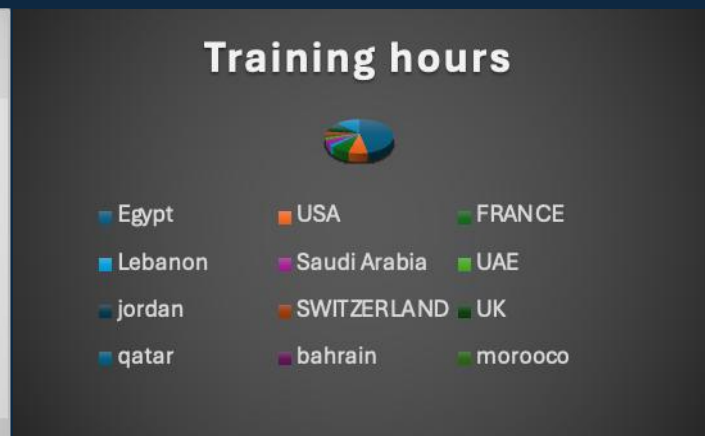 Training hours
Egypt USA FRANCE
Lebanon Saudi Arabia UAE
jordan SWITZERLAND UK
qatar bahrain morooco